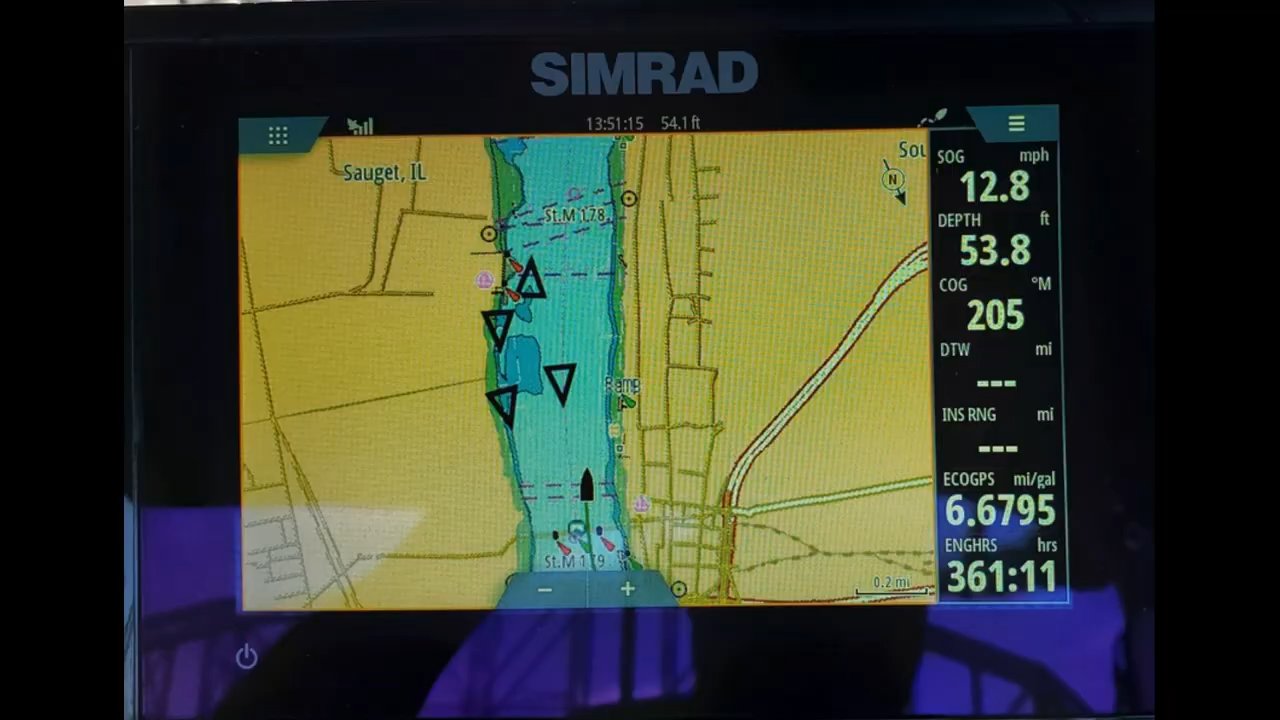 SIMRAD
13:51:15 54.1 ft
Sauget, IL
Sou
N
St.M 178
Ramp
St.M 179
0.2 mi
− +
SOG mph
12.8
DEPTH ft
53.8
COG °M
205
DTW mi
---
INS RNG mi
---
ECOGPS mi/gal
6.6795
ENGHRS hrs
361:11